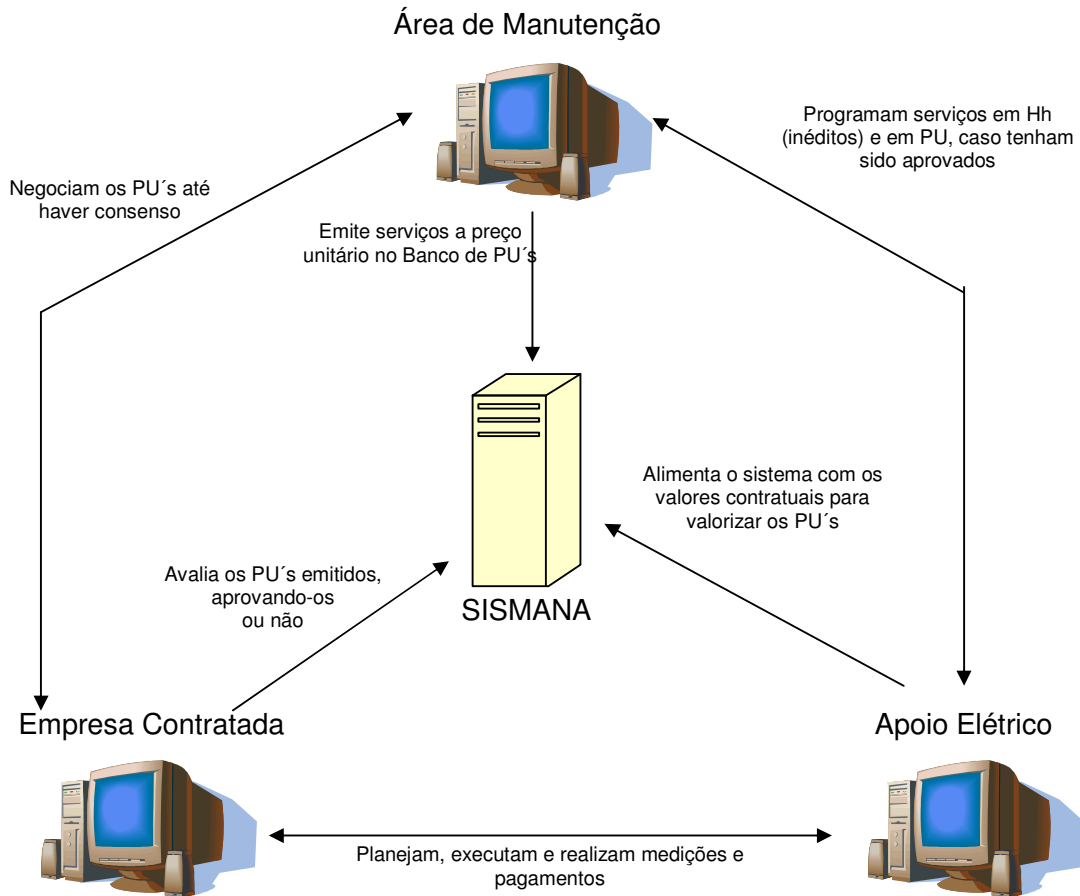 Área de Manutenção
Programam serviços em Hh
(inéditos) e em PU, caso tenham
sido aprovados
Negociam os PU´s até
haver consenso
Emite serviços a preço
unitário no Banco de PU´s
Alimenta o sistema com os
valores contratuais para
valorizar os PU´s
Avalia os PU´s emitidos,
aprovando-os
ou não
SISMANA
Empresa Contratada
Apoio Elétrico
Planejam, executam e realizam medições e
pagamentos